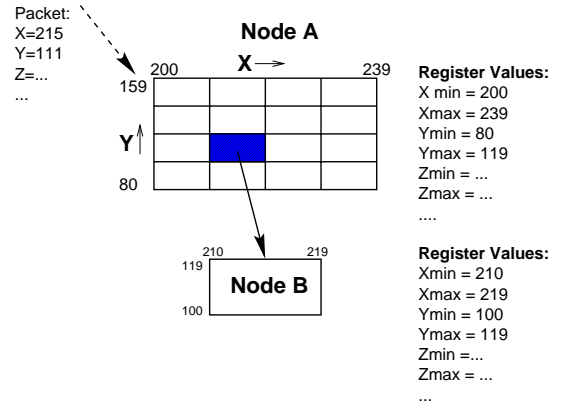 Packet:
X=215
Y=111
Z=...
...
Node A
X
200
239
159
Y
80
Register Values:
X min = 200
Xmax = 239
Ymin = 80
Ymax = 119
Zmin = ...
Zmax = ...
....
210
219
119
Node B
100
Register Values:
Xmin = 210
Xmax = 219
Ymin = 100
Ymax = 119
Zmin =...
Zmax = ...
...